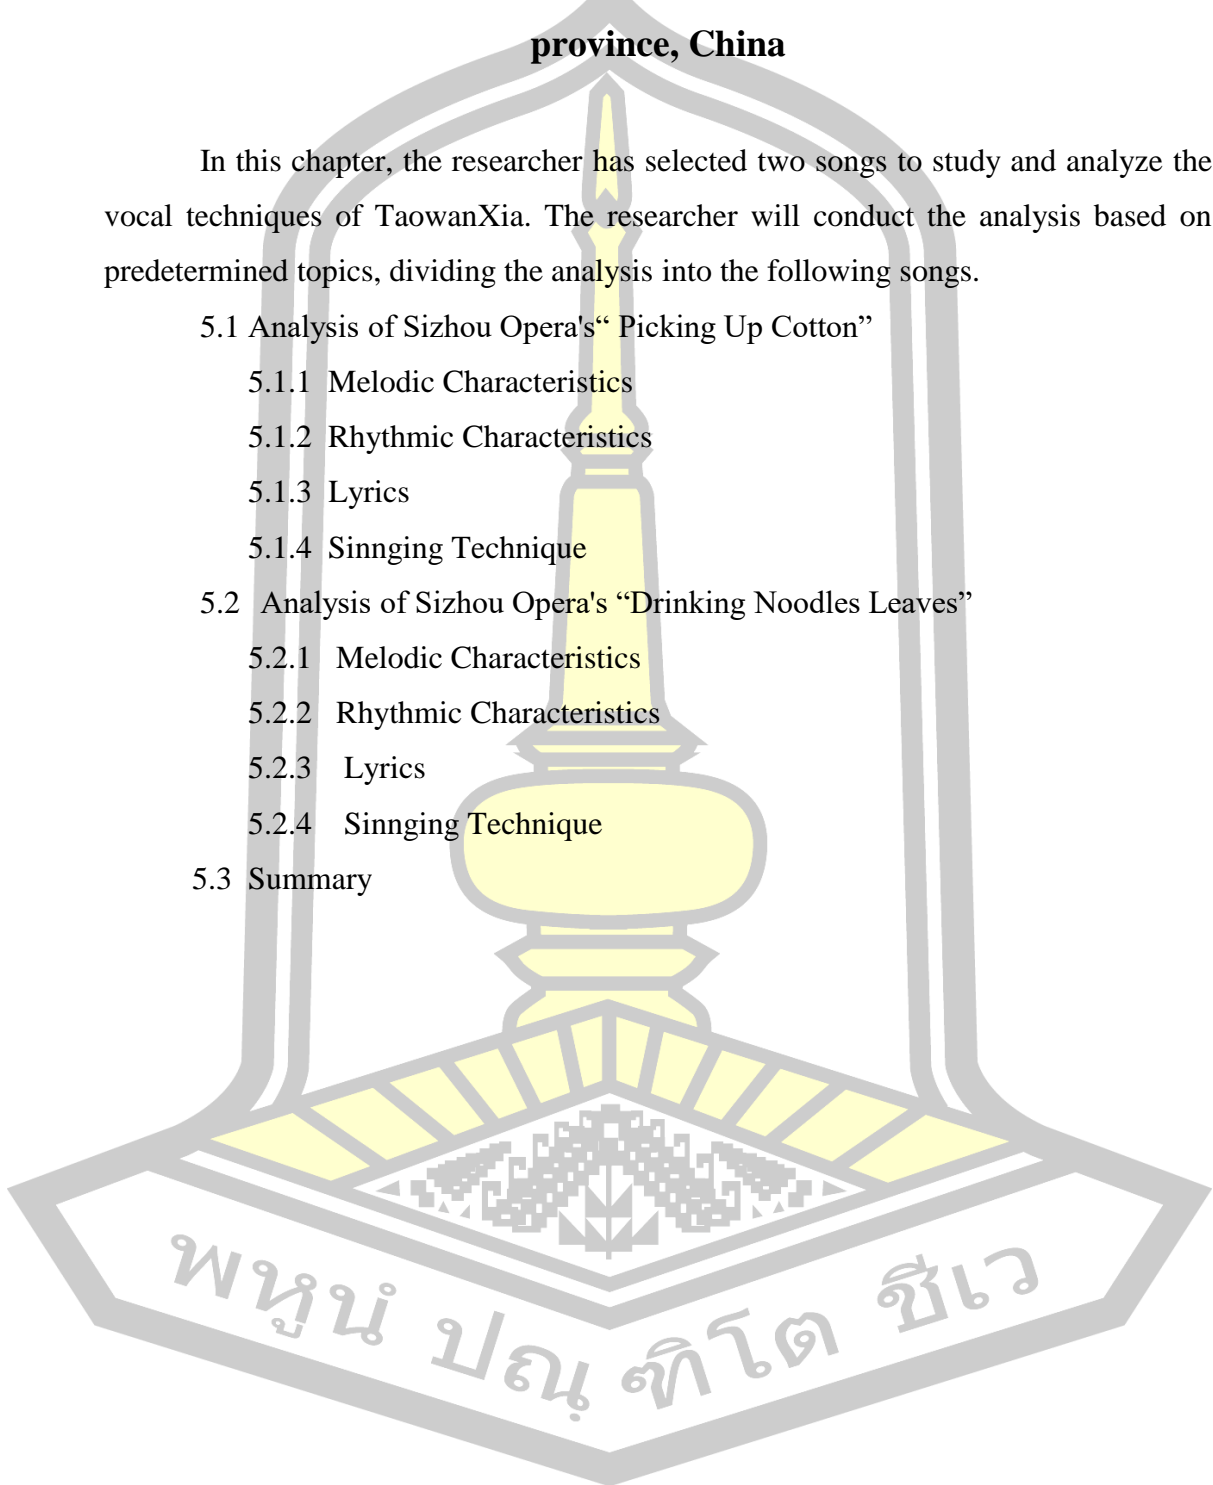 province, China
In this chapter, the researcher has selected two songs to study and analyze the
vocal techniques of TaowanXia. The researcher will conduct the analysis based on
predetermined topics, dividing the analysis into the following songs.
5.1 Analysis of Sizhou Opera's“ Picking Up Cotton”
5.1.1 Melodic Characteristics
5.1.2 Rhythmic Characteristics
5.1.3 Lyrics
5.1.4 Sinnging Technique
5.2 Analysis of Sizhou Opera's “Drinking Noodles Leaves”
5.2.1 Melodic Characteristics
5.2.2 Rhythmic Characteristics
5.2.3 Lyrics
5.2.4 Sinnging Technique
5.3 Summary
พหูนํ ปณฺฑิโต ชีเว